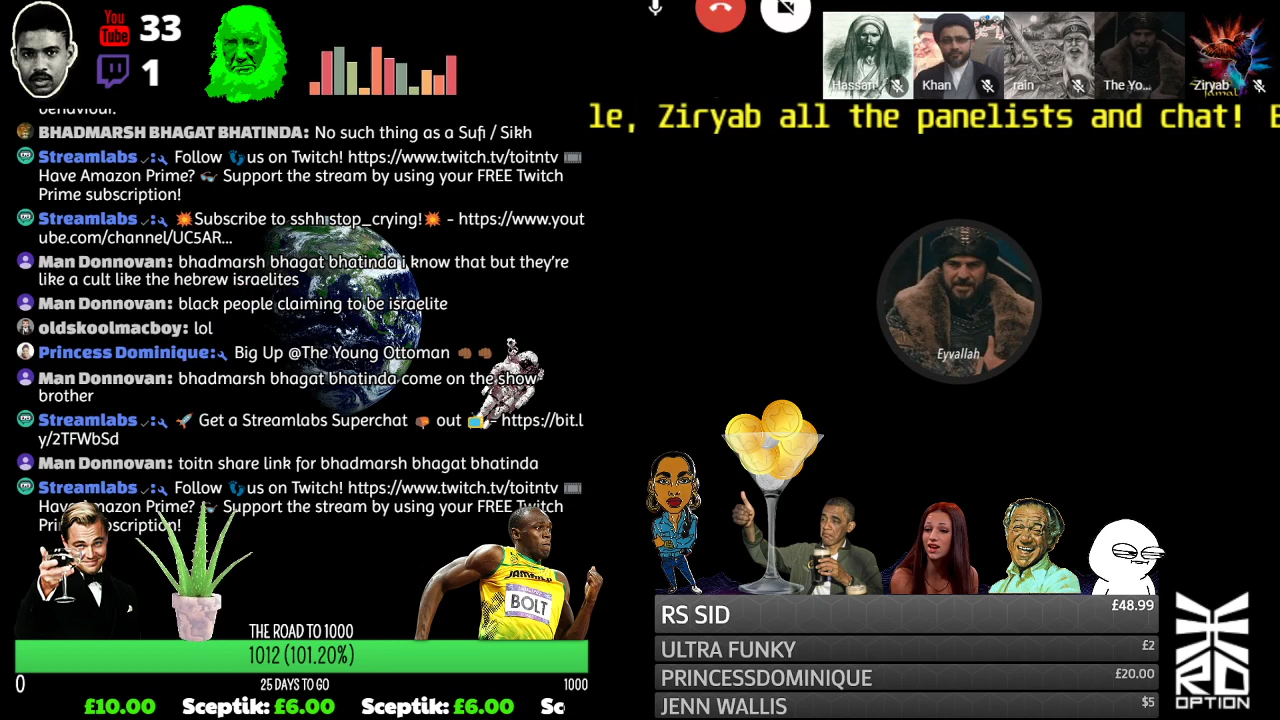 You
Tube
33
1
behaviour.
BHADMARSH BHAGAT BHATINDA: No such thing as a Sufi / Sikh
Streamlabs Follow us on Twitch! https://www.twitch.tv/toitntv
Have Amazon Prime? Support the stream by using your FREE Twitch
Prime subscription!
Streamlabs Subscribe to sshh stop_crying! - https://www.yout
ube.com/channel/UC5AR...
Man Donnovan: bhadmarsh bhagat bhatinda i know that but they're
like a cult like the hebrew israelites
Man Donnovan: black people claiming to be israelite
oldskoolmacboy: lol
Princess Dominique: Big Up @The Young Ottoman
Man Donnovan: bhadmarsh bhagat bhatinda come on the show
brother
Streamlabs Get a Streamlabs Superchat out - https://bit.l
y/2TFWbSd
Man Donnovan: toitn share link for bhadmarsh bhagat bhatinda
Streamlabs Follow us on Twitch! https://www.twitch.tv/toitntv
Have Amazon Prime? Support the stream by using your FREE Twitch
Prime subscription!
JAMAICA
BOLT
THE ROAD TO 1000
1012 (101.20%)
0
25 DAYS TO GO
1000
£10.00 Sceptik: £6.00 Sceptik: £6.00 Sc
Hassan
Khan
rain
The Yo...
Ziryab
Jamal
le, Ziryab all the panelists and chat! E
Eyvallah
RS SID £48.99
ULTRA FUNKY £2
PRINCESSDOMINIQUE £20.00
JENN WALLIS $5
OPTION